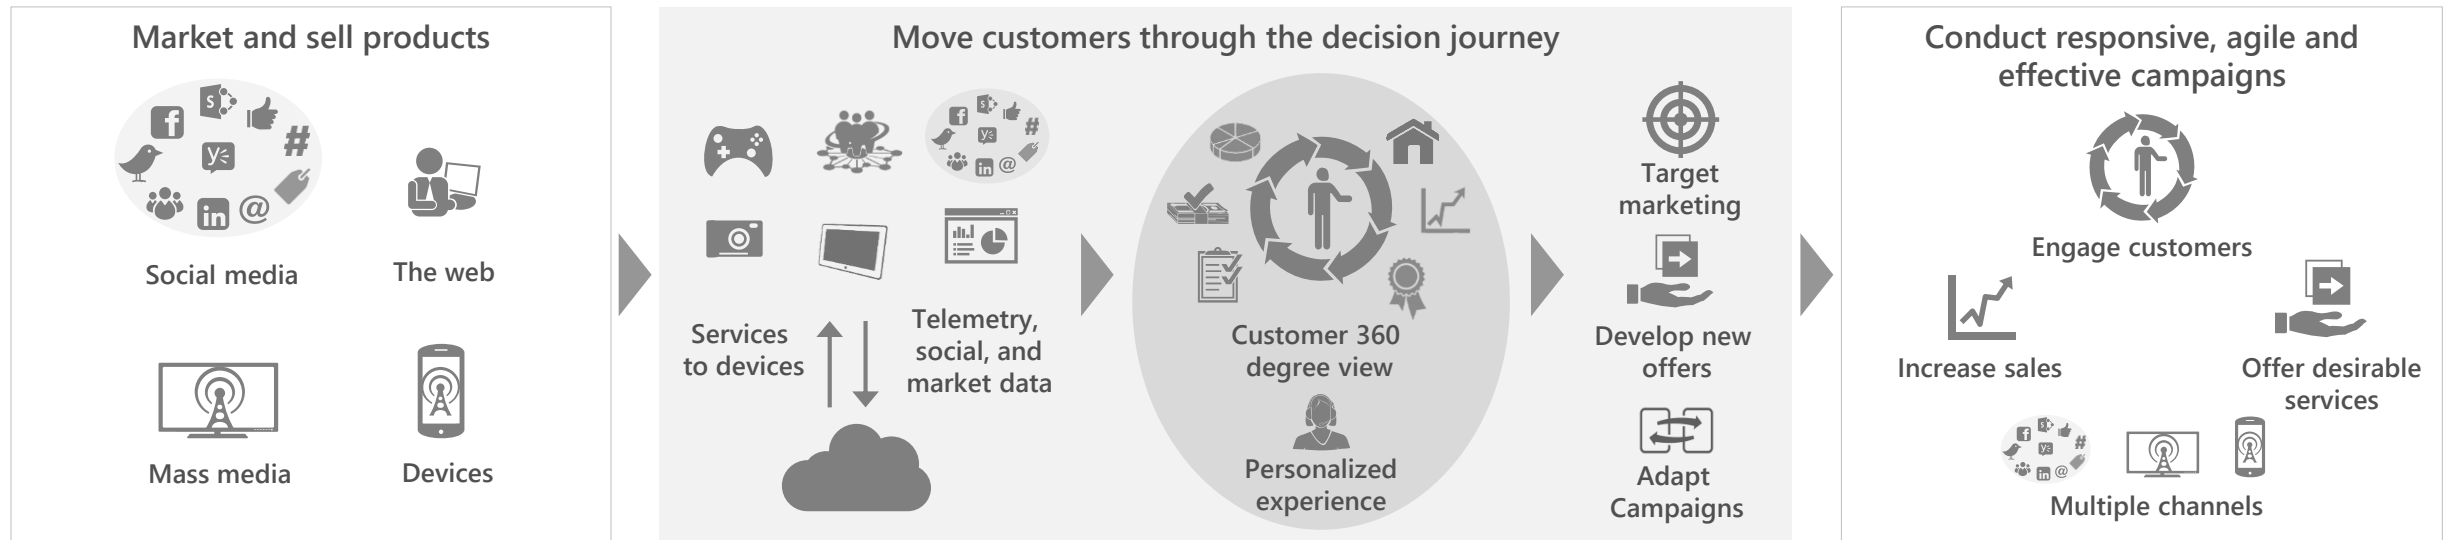 Market and sell products
Social media
The web
Mass media
Devices
Move customers through the decision journey
Services
to devices
Telemetry,
social, and
market data
Customer 360
degree view
Personalized
experience
Target
marketing
Develop new
offers
Adapt
Campaigns
Conduct responsive, agile and
effective campaigns
Engage customers
Increase sales
Offer desirable
services
Multiple channels